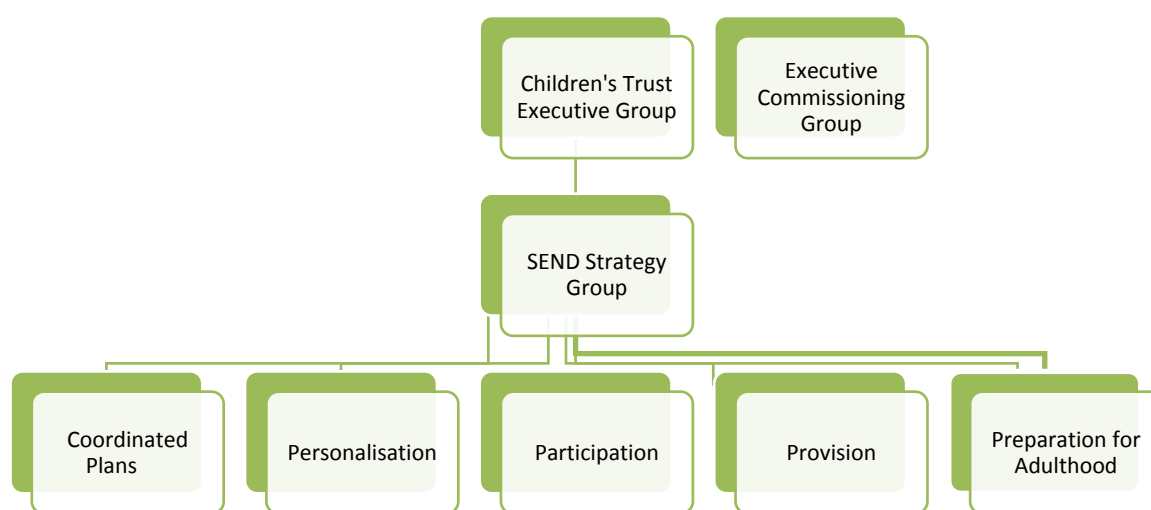 Children's Trust
Executive Group
Executive
Commissioning
Group
SEND Strategy
Group
Coordinated
Plans
Personalisation
Participation
Provision
Preparation for
Adulthood